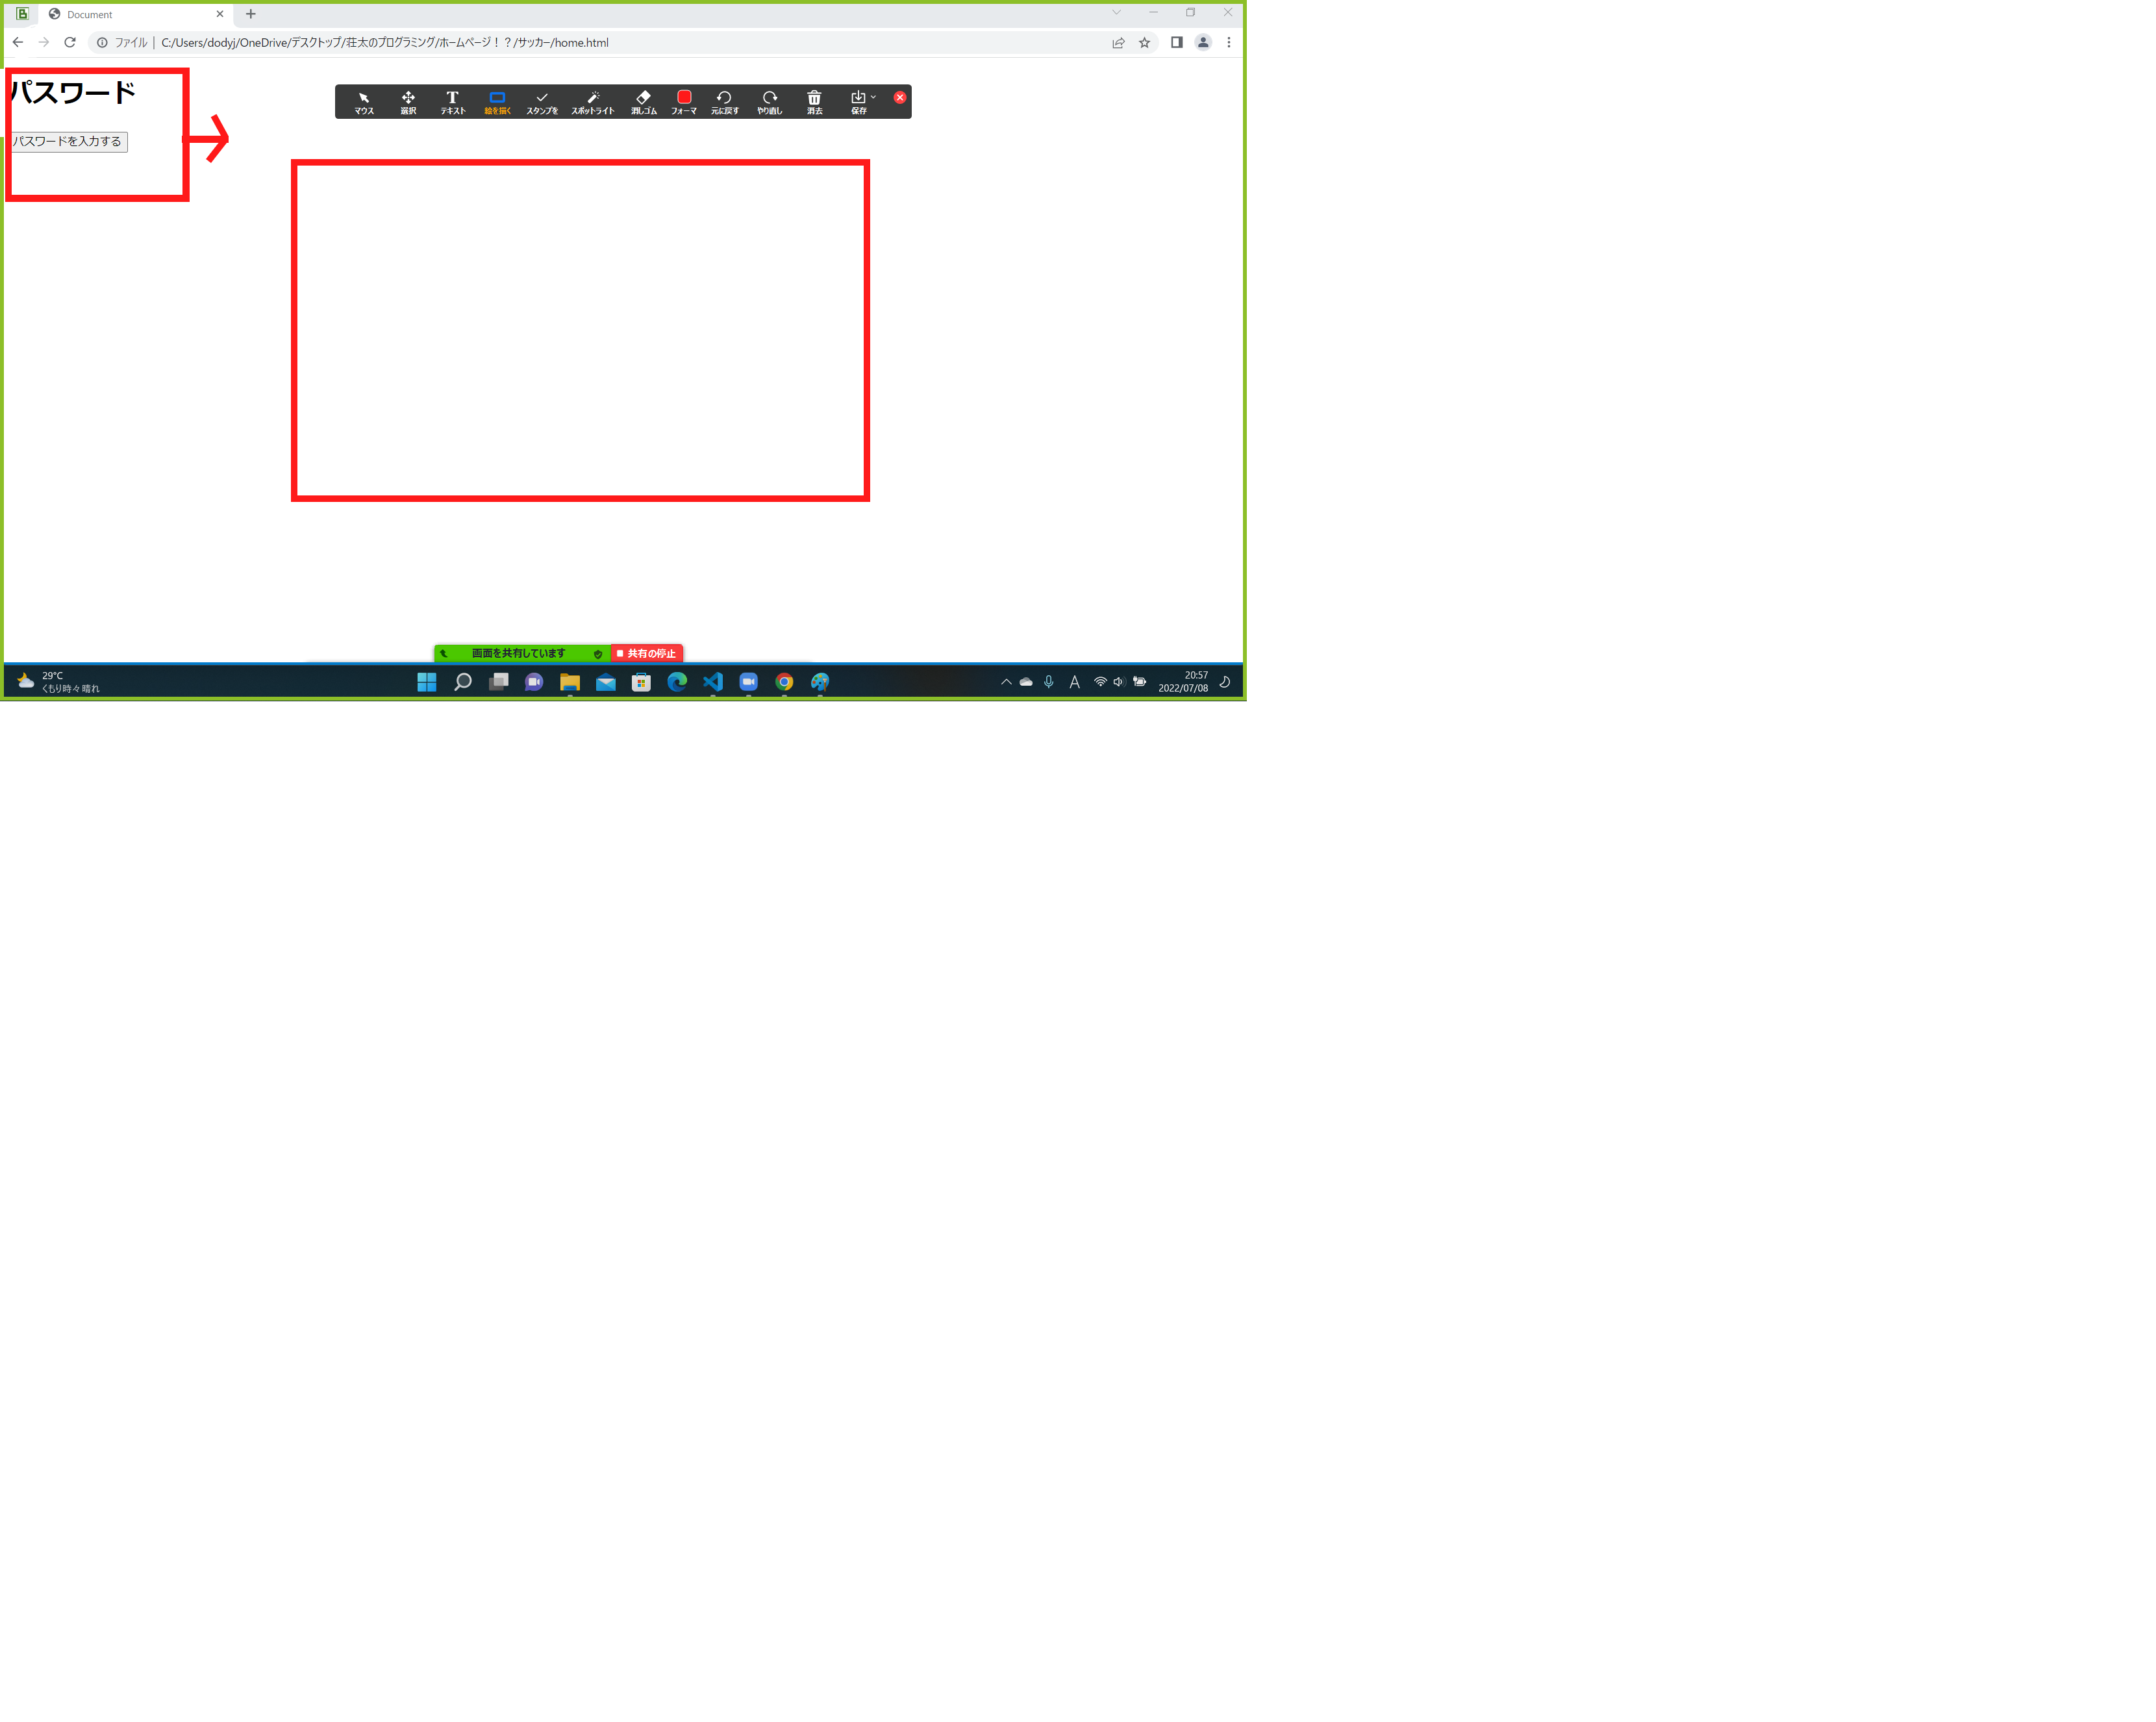 Document
ファイル | C:/Users/dodyj/OneDrive/デスクトップ/荘太のプログラミング/ホームページ！？/サッカー/home.html
パスワード
パスワードを入力する
マウス 選択 テキスト 絵を描く スタンプを スポットライト 消しゴム フォーマ 元に戻す やり直し 消去 保存
画面を共有しています 共有の停止
29°C
くもり時々晴れ
A
20:57
2022/07/08